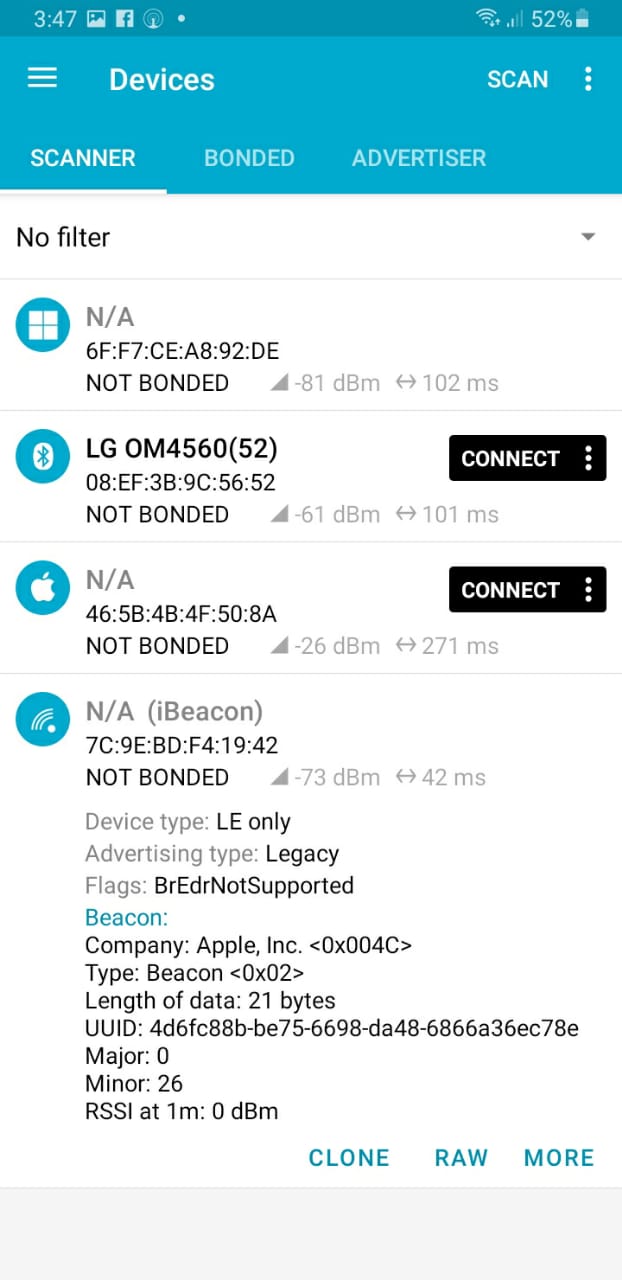 3:47 52%
Devices SCAN
SCANNER BONDED ADVERTISER
No filter
N/A
6F:F7:CE:A8:92:DE
NOT BONDED -81 dBm 102 ms
LG OM4560(52) CONNECT
08:EF:3B:9C:56:52
NOT BONDED -61 dBm 101 ms
N/A CONNECT
46:5B:4B:4F:50:8A
NOT BONDED -26 dBm 271 ms
N/A (iBeacon)
7C:9E:BD:F4:19:42
NOT BONDED -73 dBm 42 ms
Device type: LE only
Advertising type: Legacy
Flags: BrEdrNotSupported
Beacon:
Company: Apple, Inc. <0x004C>
Type: Beacon <0x02>
Length of data: 21 bytes
UUID: 4d6fc88b-be75-6698-da48-6866a36ec78e
Major: 0
Minor: 26
RSSI at 1m: 0 dBm
CLONE RAW MORE